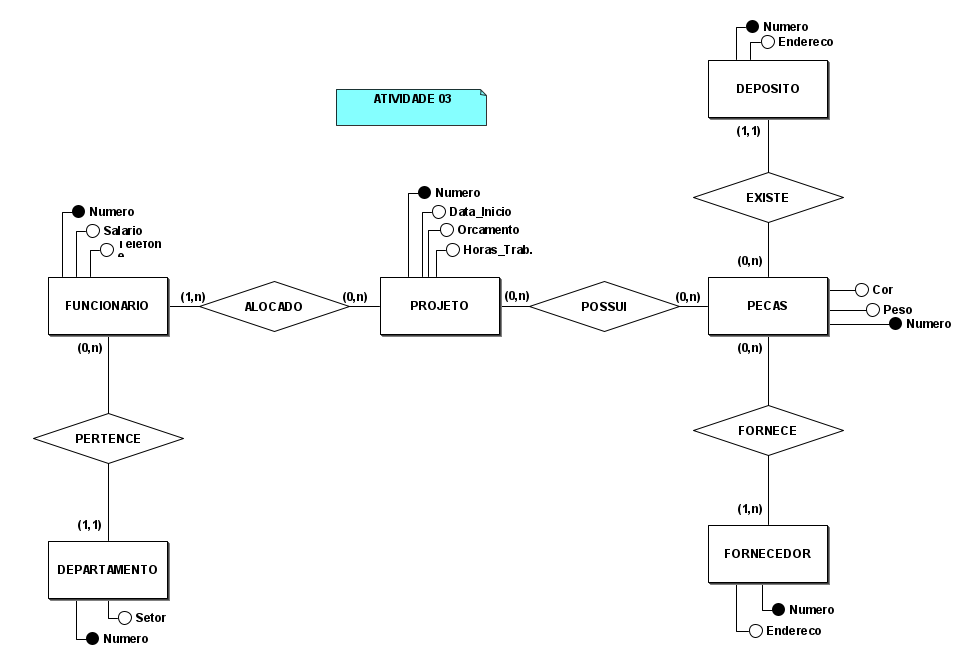 Numero
Endereco
DEPOSITO
(1,1)
ATIVIDADE 03
EXISTE
(0,n)
Numero
Salario
Telefon
e
FUNCIONARIO
(1,n)
ALOCADO
(0,n)
Numero
Data_Inicio
Orcamento
Horas_Trab.
PROJETO
(0,n)
POSSUI
(0,n)
PECAS
Cor
Peso
Numero
(0,n)
PERTENCE
(1,1)
DEPARTAMENTO
Setor
Numero
(0,n)
FORNECE
(1,n)
FORNECEDOR
Numero
Endereco